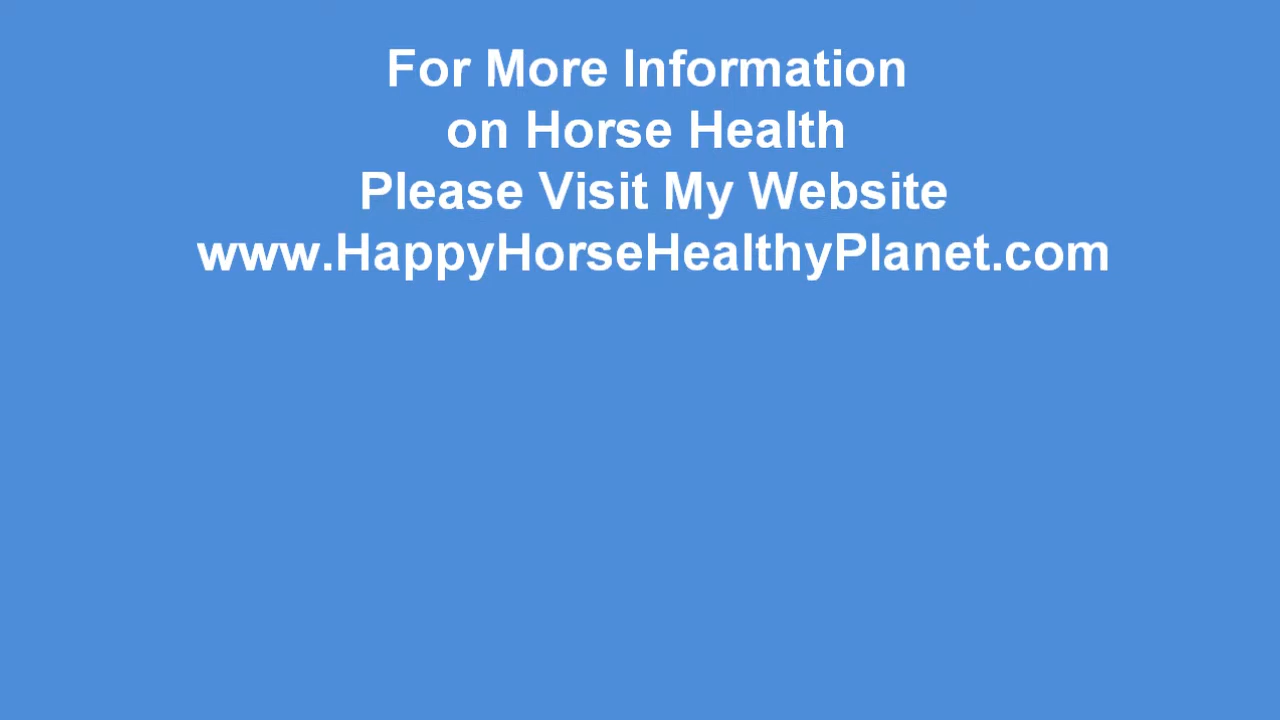 For More Information
on Horse Health
Please Visit My Website
www.HappyHorseHealthyPlanet.com